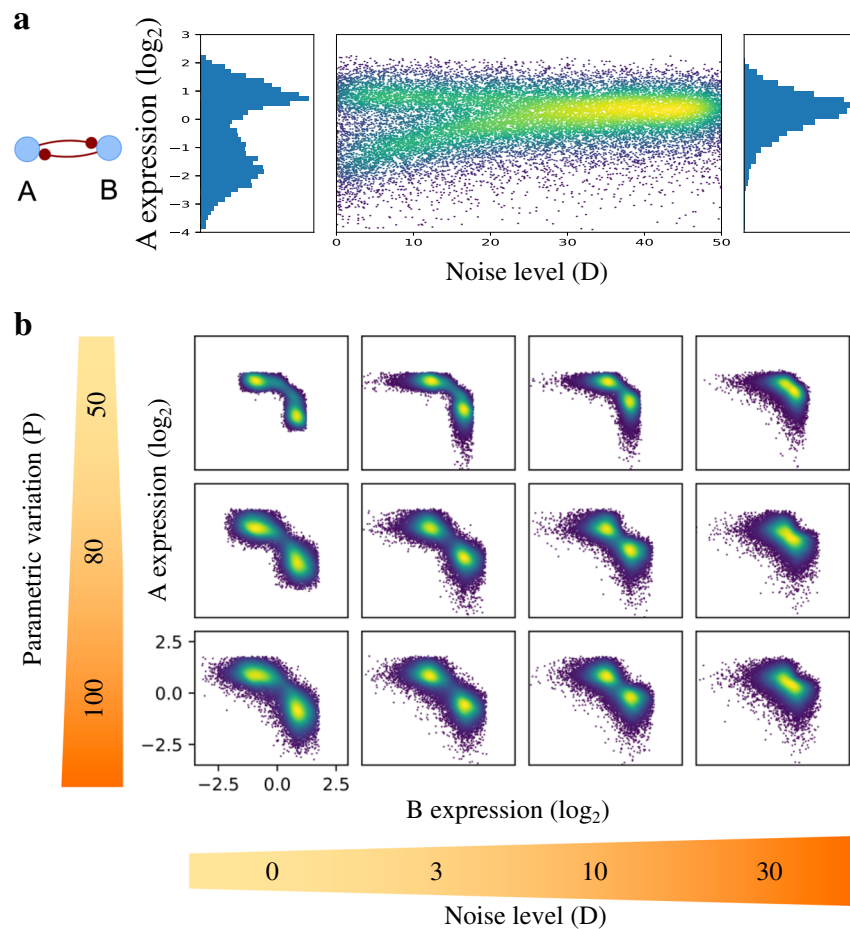 a
A B
A expression (log2)
3
2
1
0
−1
−2
−3
−4
0 10 20 30 40 50
Noise level (D)
b
Parametric variation (P)
50
80
100
A expression (log2)
2.5
0.0
−2.5
−2.5 0.0 2.5
B expression (log2)
0 3 10 30
Noise level (D)